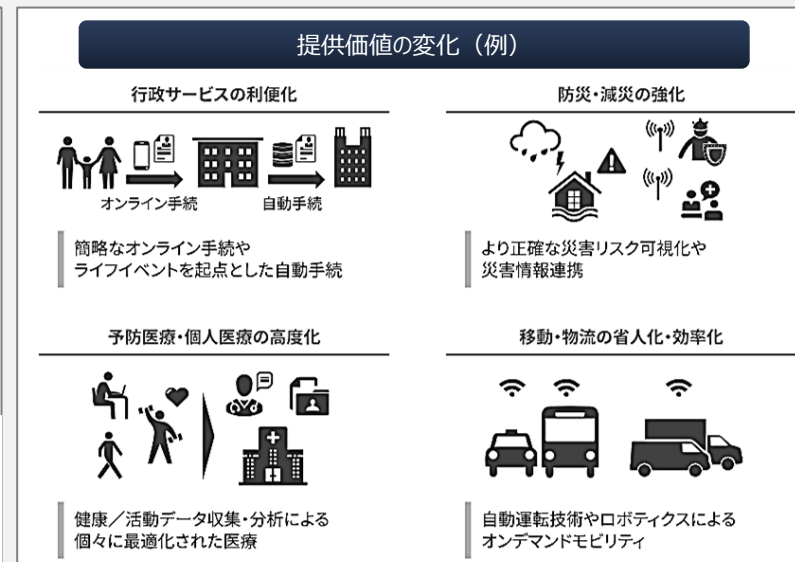 提供価値の変化（例）
行政サービスの利便化
オンライン手続
自動手続
簡略なオンライン手続や
ライフイベントを起点とした自動手続
防災・減災の強化
より正確な災害リスク可視化や
災害情報連携
予防医療・個人医療の高度化
健康／活動データ収集・分析による
個々に最適化された医療
移動・物流の省人化・効率化
自動運転技術やロボティクスによる
オンデマンドモビリティ